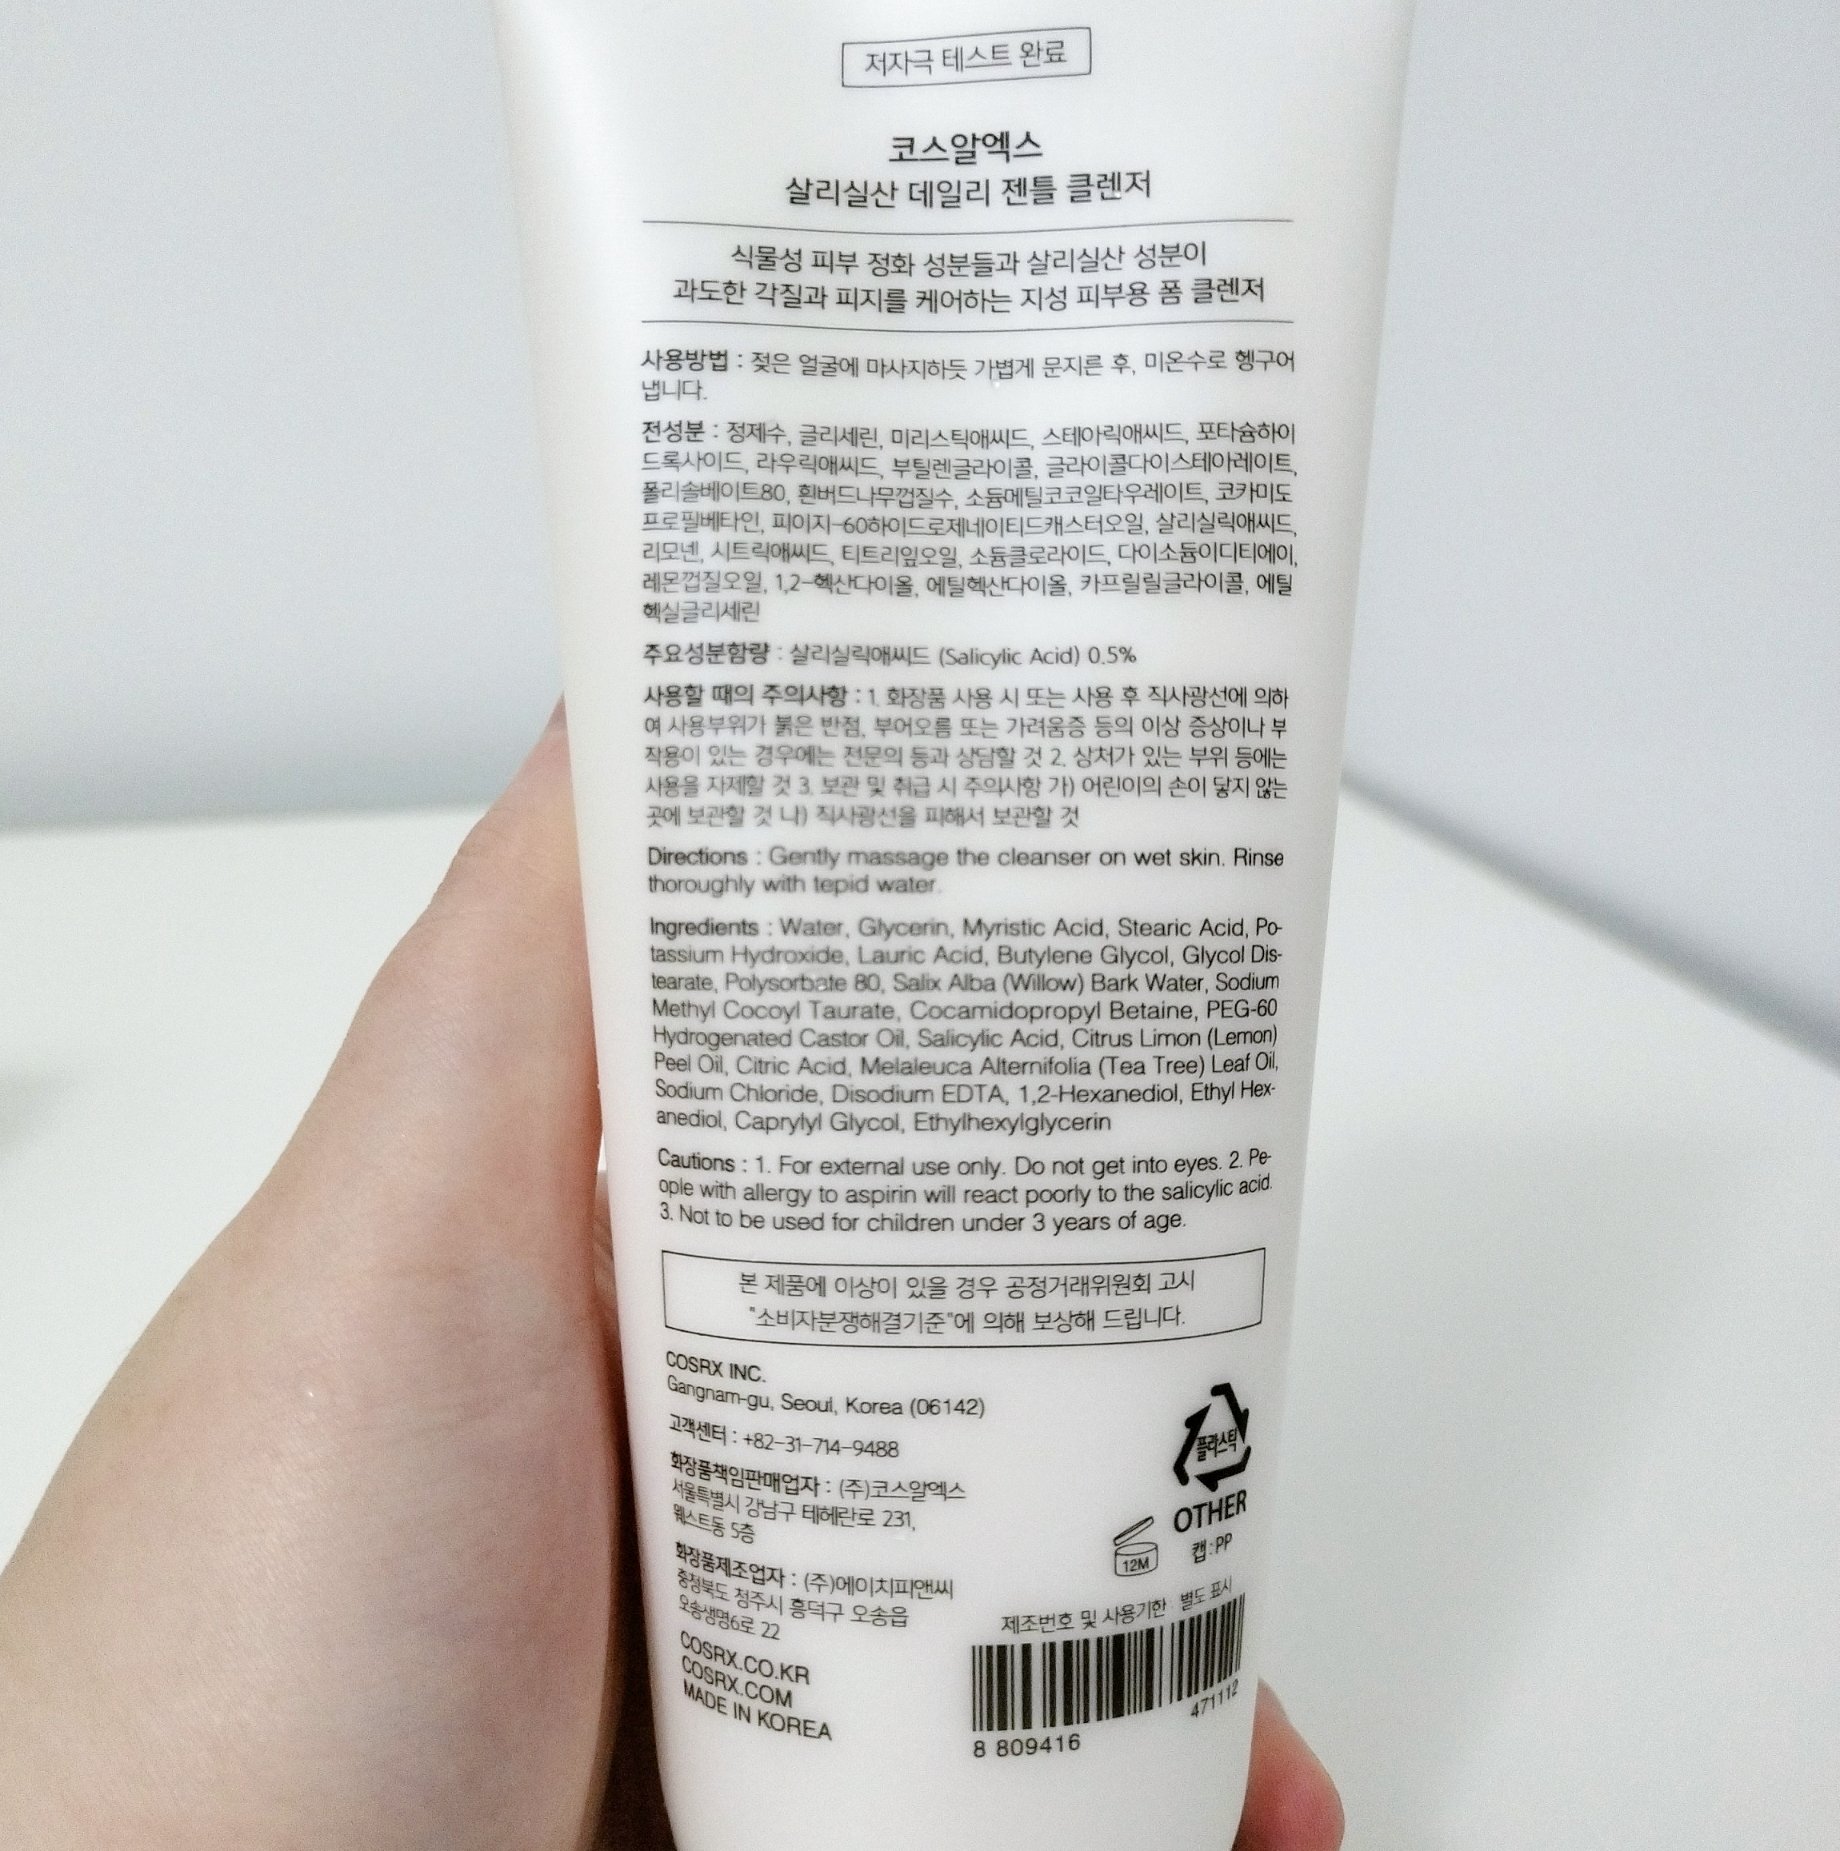 저자극 테스트 완료
코스알엑스
살리실산 데일리 젠틀 클렌저
식물성 피부 정화 성분들과 살리실산 성분이
과도한 각질과 피지를 케어하는 지성 피부용 폼 클렌저
사용방법 : 젖은 얼굴에 마사지하듯 가볍게 문지른 후, 미온수로 헹구어
냅니다.
전성분 : 정제수, 글리세린, 미리스틱애씨드, 스테아릭애씨드, 포타슘하이
드록사이드, 라우릭애씨드, 부틸렌글라이콜, 글라이콜다이스테아레이트,
폴리솔베이트80, 흰버드나무껍질수, 소듐메틸코코일타우레이트, 코카미도
프로필베타인, 피이지-60하이드로제네이티드캐스터오일, 살리실릭애씨드,
리모넨, 시트릭애씨드, 티트리잎오일, 소듐클로라이드, 다이소듐이디티에이,
레몬껍질오일, 1,2-헥산다이올, 에틸헥산다이올, 카프릴릴글라이콜, 에틸
헥실글리세린
주요성분함량 : 살리실릭애씨드 (Salicylic Acid) 0.5%
사용할 때의 주의사항 : 1. 화장품 사용 시 또는 사용 후 직사광선에 의하
여 사용부위가 붉은 반점, 부어오름 또는 가려움증 등의 이상 증상이나 부
작용이 있는 경우에는 전문의 등과 상담할 것 2. 상처가 있는 부위 등에는
사용을 자제할 것 3. 보관 및 취급 시 주의사항 가) 어린이의 손이 닿지 않는
곳에 보관할 것 나) 직사광선을 피해서 보관할 것
Directions : Gently massage the cleanser on wet skin. Rinse
thoroughly with tepid water.
Ingredients : Water, Glycerin, Myristic Acid, Stearic Acid, Po-
tassium Hydroxide, Lauric Acid, Butylene Glycol, Glycol Dis-
tearate, Polysorbate 80, Salix Alba (Willow) Bark Water, Sodium
Methyl Cocoyl Taurate, Cocamidopropyl Betaine, PEG-60
Hydrogenated Castor Oil, Salicylic Acid, Citrus Limon (Lemon)
Peel Oil, Citric Acid, Melaleuca Alternifolia (Tea Tree) Leaf Oil,
Sodium Chloride, Disodium EDTA, 1,2-Hexanediol, Ethyl Hex-
anediol, Caprylyl Glycol, Ethylhexylglycerin
Cautions : 1. For external use only. Do not get into eyes. 2. Pe-
ople with allergy to aspirin will react poorly to the salicylic acid.
3. Not to be used for children under 3 years of age.
본 제품에 이상이 있을 경우 공정거래위원회 고시
"소비자분쟁해결기준"에 의해 보상해 드립니다.
COSRX INC.
Gangnam-gu, Seoul, Korea (06142)
고객센터 : +82-31-714-9488
화장품책임판매업자 : (주)코스알엑스
서울특별시 강남구 테헤란로 231,
웨스트동 5층
화장품제조업자 : (주)에이치피앤씨
충청북도 청주시 흥덕구 오송읍
오송생명6로 22
COSRX.CO.KR
COSRX.COM
MADE IN KOREA
플라스틱
OTHER
캡:PP
12M
제조번호 및 사용기한 : 별도 표시
8 809416 471112